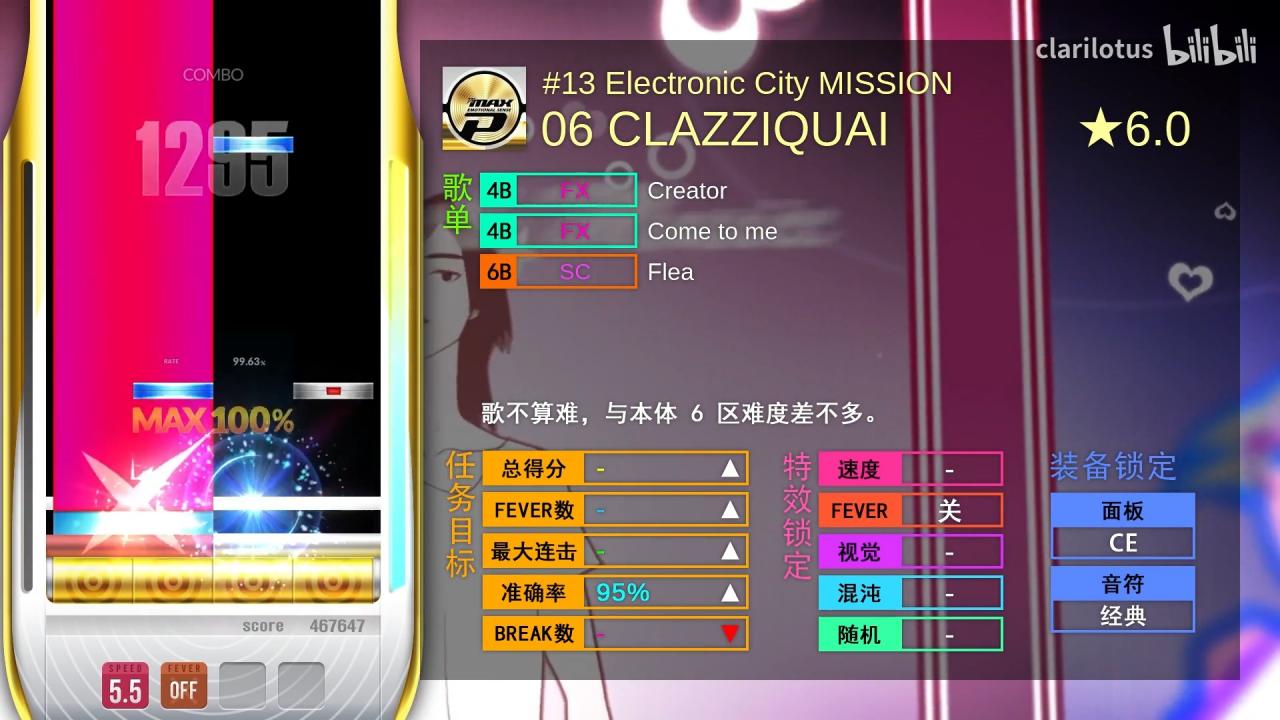 COMBO
1295
RATE 99.63%
MAX 100%
score 467647
SPEED
5.5
FEVER
OFF
clarilotus bilibili
MAX
EMOTIONAL SENSE
P
#13 Electronic City MISSION
06 CLAZZIQUAI
★6.0
歌单
4B FX Creator
4B FX Come to me
6B SC Flea
歌不算难，与本体 6 区难度差不多。
任务目标
总得分 - ▲
FEVER数 - ▲
最大连击 - ▲
准确率 95% ▲
BREAK数 - ▼
特效锁定
速度 -
FEVER 关
视觉 -
混沌 -
随机 -
装备锁定
面板
CE
音符
经典